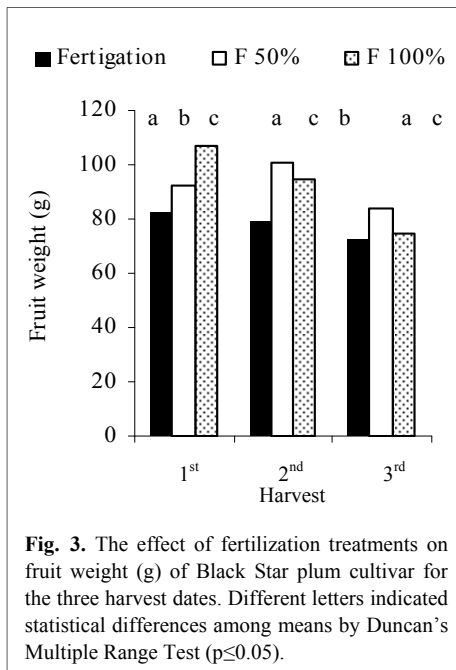 Fertigation F 50% F 100%
120
a b c a c b a c
100
80
60
40
20
0
Fruit weight (g)
1st 2nd 3rd
Harvest
Fig. 3. The effect of fertilization treatments on
fruit weight (g) of Black Star plum cultivar for
the three harvest dates. Different letters indicated
statistical differences among means by Duncan’s
Multiple Range Test (p≤0.05).